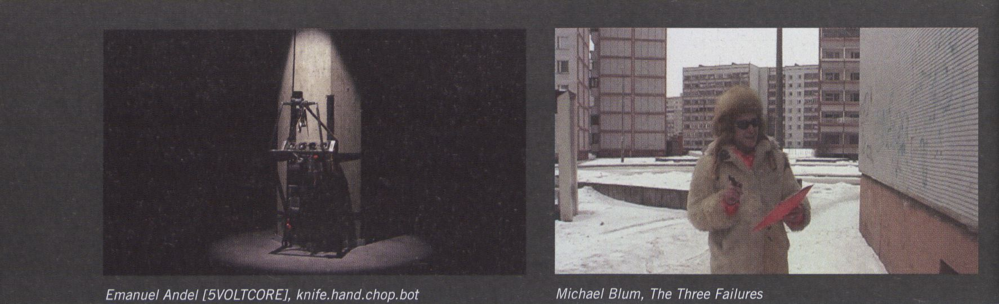 Emanuel Andel [5VOLTCORE], knife.hand.chop.bot
Michael Blum, The Three Failures